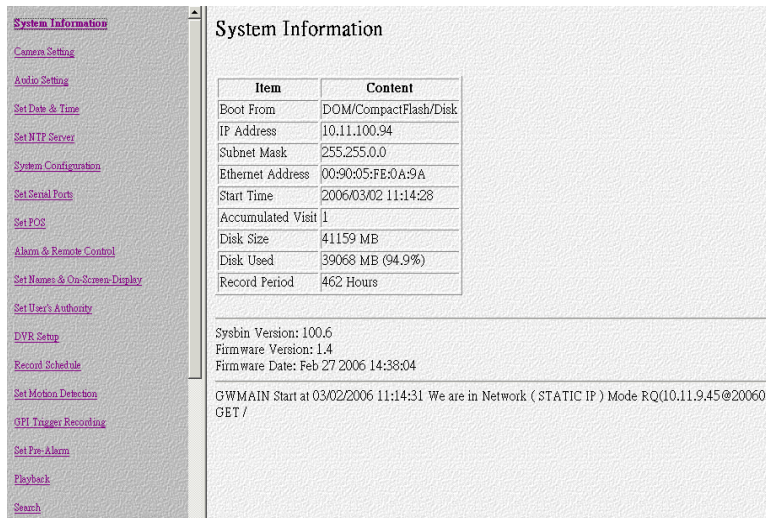 System Information
Camera Setting
Audio Setting
Set Date & Time
Set NTP Server
System Configuration
Set Serial Ports
Set POS
Alarm & Remote Control
Set Names & On-Screen-Display
Set User's Authority
DVR Setup
Record Schedule
Set Motion Detection
GPI Trigger Recording
Set Pre-Alarm
Playback
Search
System Information
Item Content
Boot From DOM/CompactFlash/Disk
IP Address 10.11.100.94
Subnet Mask 255.255.0.0
Ethernet Address 00:90:05:FE:0A:9A
Start Time 2006/03/02 11:14:28
Accumulated Visit 1
Disk Size 41159 MB
Disk Used 39068 MB (94.9%)
Record Period 462 Hours
Sysbin Version: 100.6
Firmware Version: 1.4
Firmware Date: Feb 27 2006 14:38:04
GWMAIN Start at 03/02/2006 11:14:31 We are in Network ( STATIC IP ) Mode RQ(10.11.9.45@20060
GET /